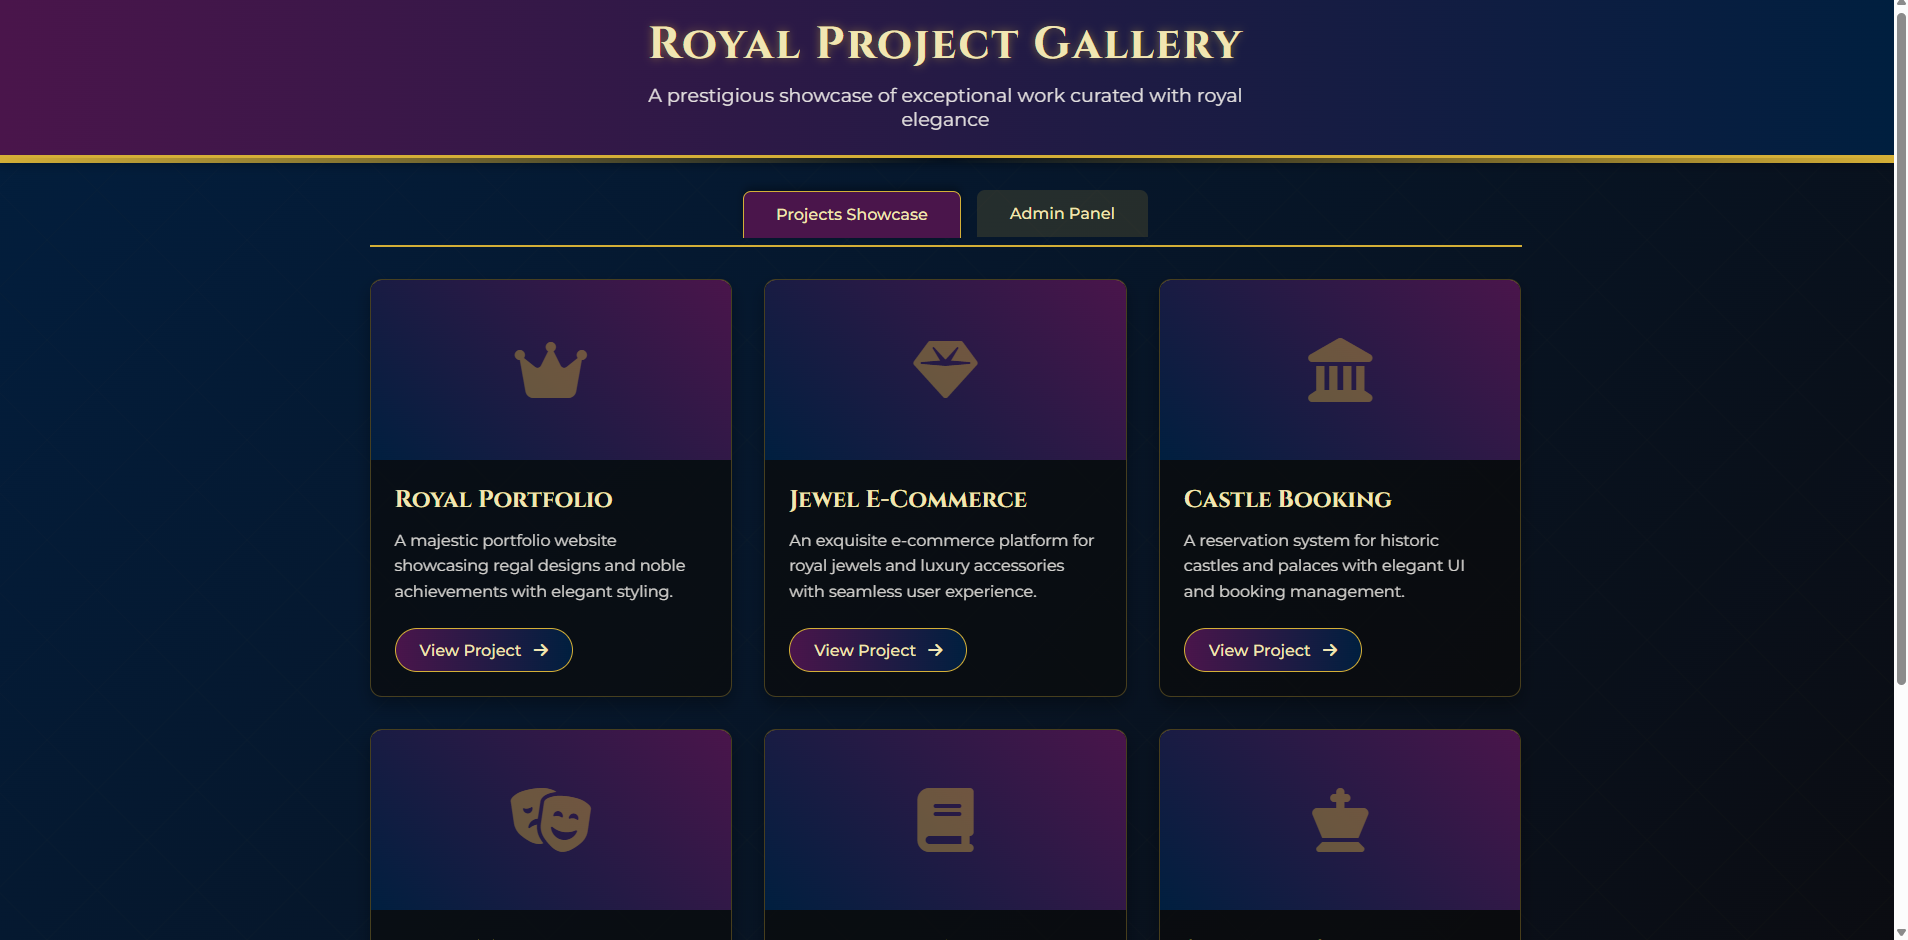 Royal Project Gallery
A prestigious showcase of exceptional work curated with royal
elegance
Projects Showcase
Admin Panel
Royal Portfolio
A majestic portfolio website
showcasing regal designs and noble
achievements with elegant styling.
View Project
Jewel E-Commerce
An exquisite e-commerce platform for
royal jewels and luxury accessories
with seamless user experience.
View Project
Castle Booking
A reservation system for historic
castles and palaces with elegant UI
and booking management.
View Project